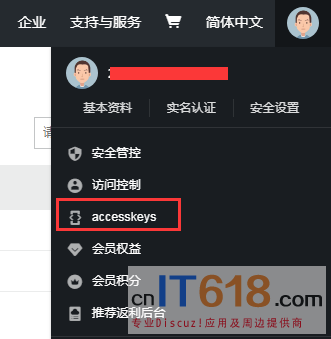 企业 支持与服务 简体中文
基本资料 实名认证 安全设置
安全管控
访问控制
accesskeys
会员权益
会员积分
推荐返利后台
cnIT618.com
专业Discuz!应用及周边提供商